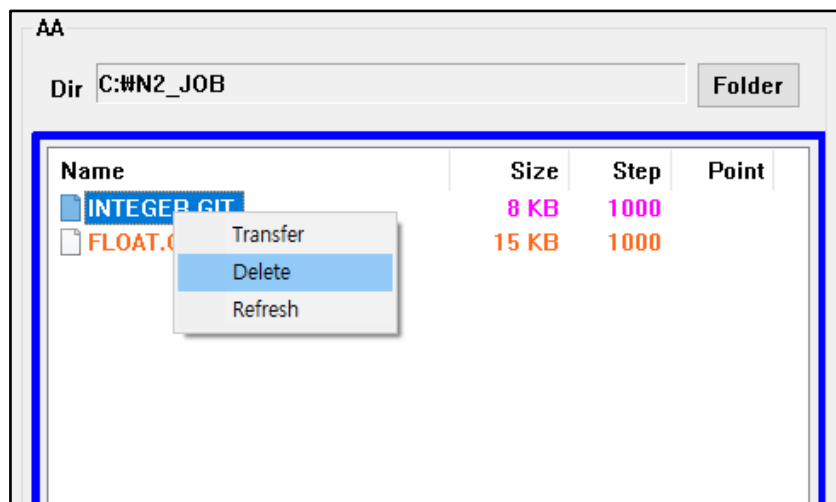 AA
Dir C:₩N2_JOB Folder
Name Size Step Point
INTEGER.GIT 8 KB 1000
FLOAT. 15 KB 1000
Transfer
Delete
Refresh